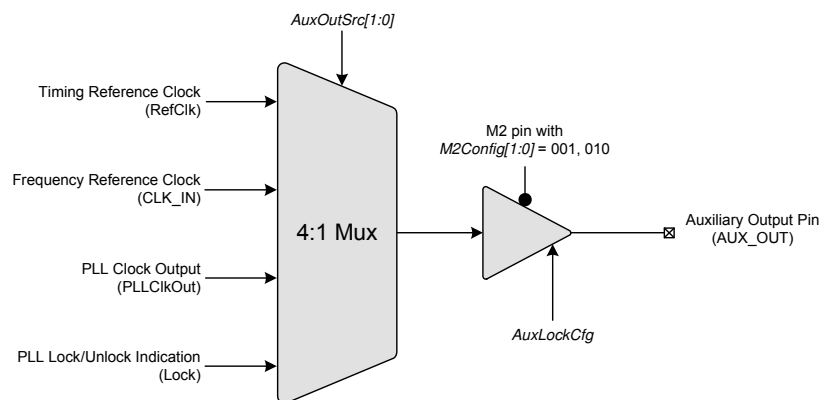 AuxOutSrc[1:0]
Timing Reference Clock
(RefClk)
M2 pin with
M2Config[1:0] = 001, 010
Frequency Reference Clock
(CLK_IN)
4:1 Mux
Auxiliary Output Pin
(AUX_OUT)
PLL Clock Output
(PLLClkOut)
AuxLockCfg
PLL Lock/Unlock Indication
(Lock)